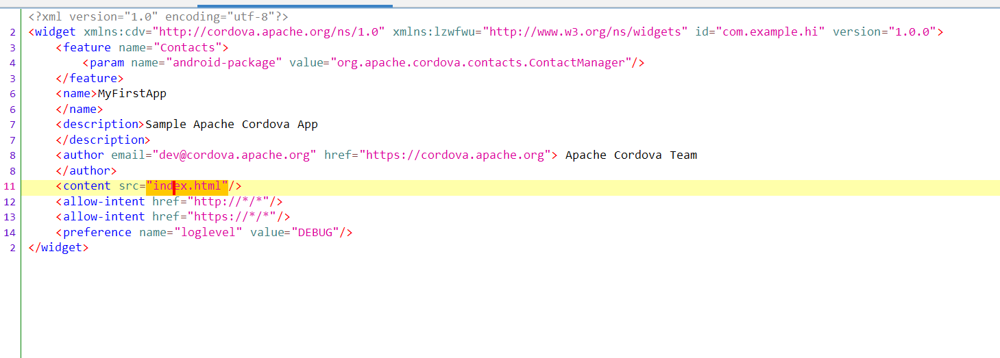 <?xml version="1.0" encoding="utf-8"?>
2 <widget xmlns:cdv="http://cordova.apache.org/ns/1.0" xmlns:lzwfwu="http://www.w3.org/ns/widgets" id="com.example.hi" version="1.0.0">
3     <feature name="Contacts">
4         <param name="android-package" value="org.apache.cordova.contacts.ContactManager"/>
3     </feature>
6     <name>MyFirstApp
6     </name>
7     <description>Sample Apache Cordova App
7     </description>
8     <author email="dev@cordova.apache.org" href="https://cordova.apache.org"> Apache Cordova Team
8     </author>
11     <content src="index.html"/>
12     <allow-intent href="http://*/*"/>
13     <allow-intent href="https://*/*"/>
14     <preference name="loglevel" value="DEBUG"/>
2 </widget>